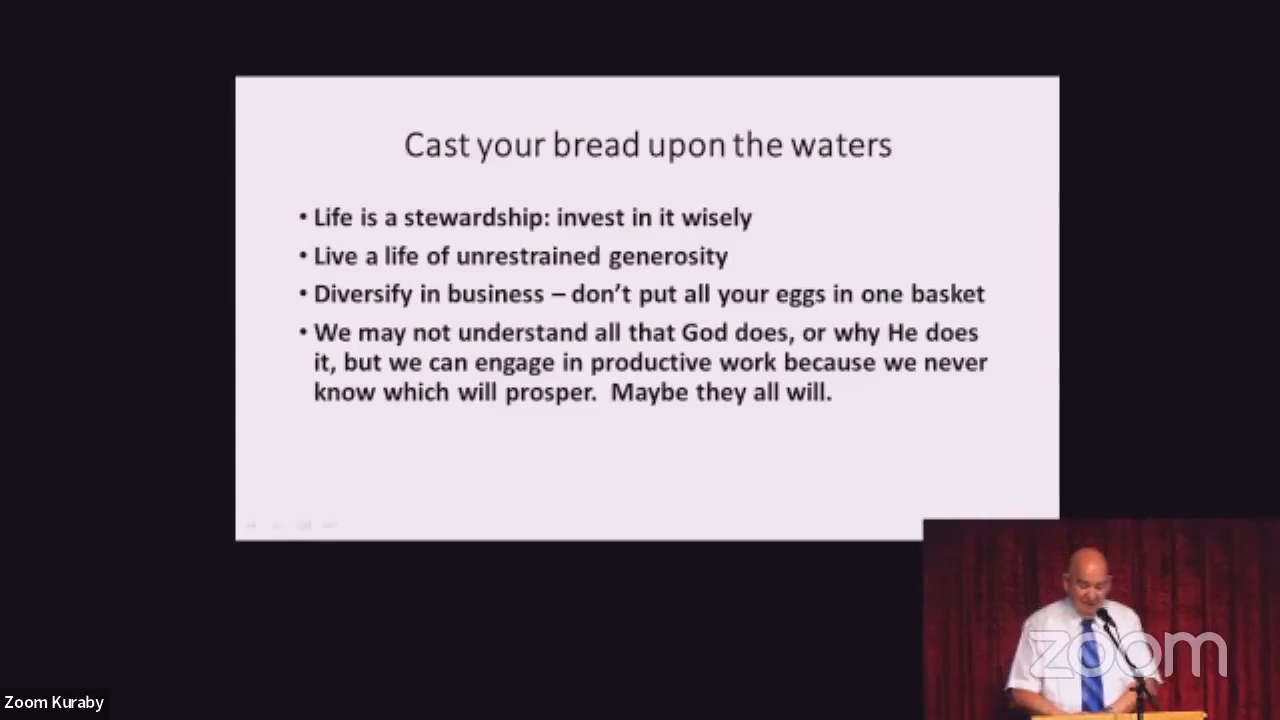 Cast your bread upon the waters
• Life is a stewardship: invest in it wisely
• Live a life of unrestrained generosity
• Diversify in business – don’t put all your eggs in one basket
• We may not understand all that God does, or why He does
it, but we can engage in productive work because we never
know which will prosper.  Maybe they all will.
zoom
Zoom Kuraby